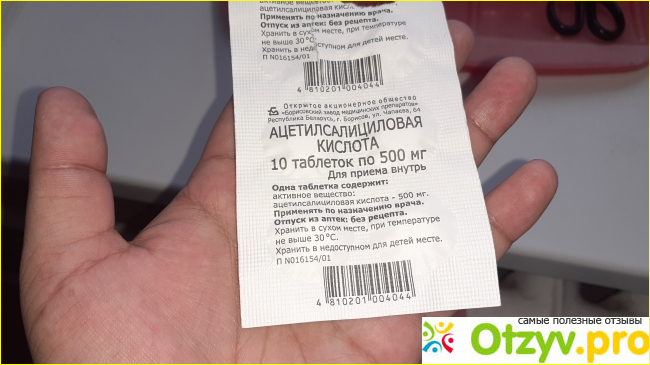 активное вещество:
ацетилсалициловая кислота
Применять по назначению врача.
Отпуск из аптек: без рецепта.
Хранить в сухом месте, при температуре
не выше 30°С.
Хранить в недоступном для детей месте.
П N016154/01
4 810201 004044
Открытое акционерное общество
«Борисовский завод медицинских препаратов»
Республика Беларусь, г. Борисов, ул. Чапаева, 64
АЦЕТИЛСАЛИЦИЛОВАЯ
КИСЛОТА
10 таблеток по 500 мг
Для приема внутрь
Одна таблетка содержит:
активное вещество:
ацетилсалициловая кислота - 500 мг.
Применять по назначению врача.
Отпуск из аптек: без рецепта.
Хранить в сухом месте, при температуре
не выше 30°С.
Хранить в недоступном для детей месте.
П N016154/01
4 810201 004044
самые полезные отзывы
Otzyv.pro